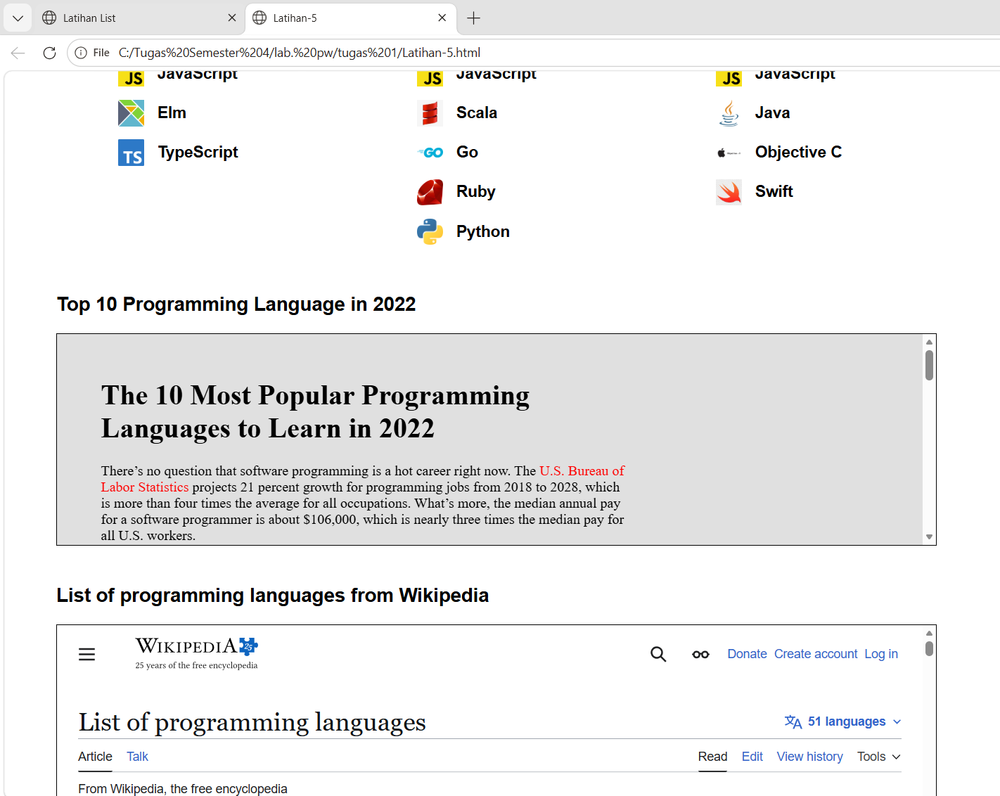 Latihan List
Latihan-5
File C:/Tugas%20Semester%204/lab.%20pw/tugas%201/Latihan-5.html
JS JavaScript JS JavaScript JS JavaScript
Elm Scala Java
TS TypeScript GO Go Objective C
Ruby Swift
Python
Top 10 Programming Language in 2022
The 10 Most Popular Programming
Languages to Learn in 2022
There’s no question that software programming is a hot career right now. The U.S. Bureau of
Labor Statistics projects 21 percent growth for programming jobs from 2018 to 2028, which
is more than four times the average for all occupations. What’s more, the median annual pay
for a software programmer is about $106,000, which is nearly three times the median pay for
all U.S. workers.
List of programming languages from Wikipedia
WIKIPEDIA 25
25 years of the free encyclopedia
Donate Create account Log in
List of programming languages
51 languages
Article Talk Read Edit View history Tools
From Wikipedia, the free encyclopedia